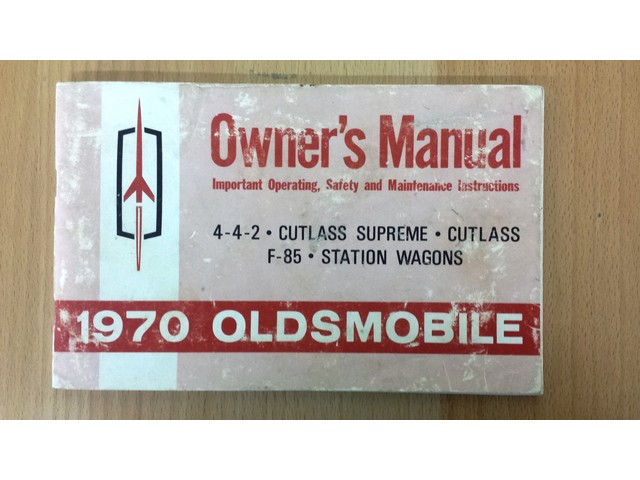 Owner's Manual
Important Operating, Safety and Maintenance Instructions
4-4-2 • CUTLASS SUPREME • CUTLASS
F-85 • STATION WAGONS
1970 OLDSMOBILE